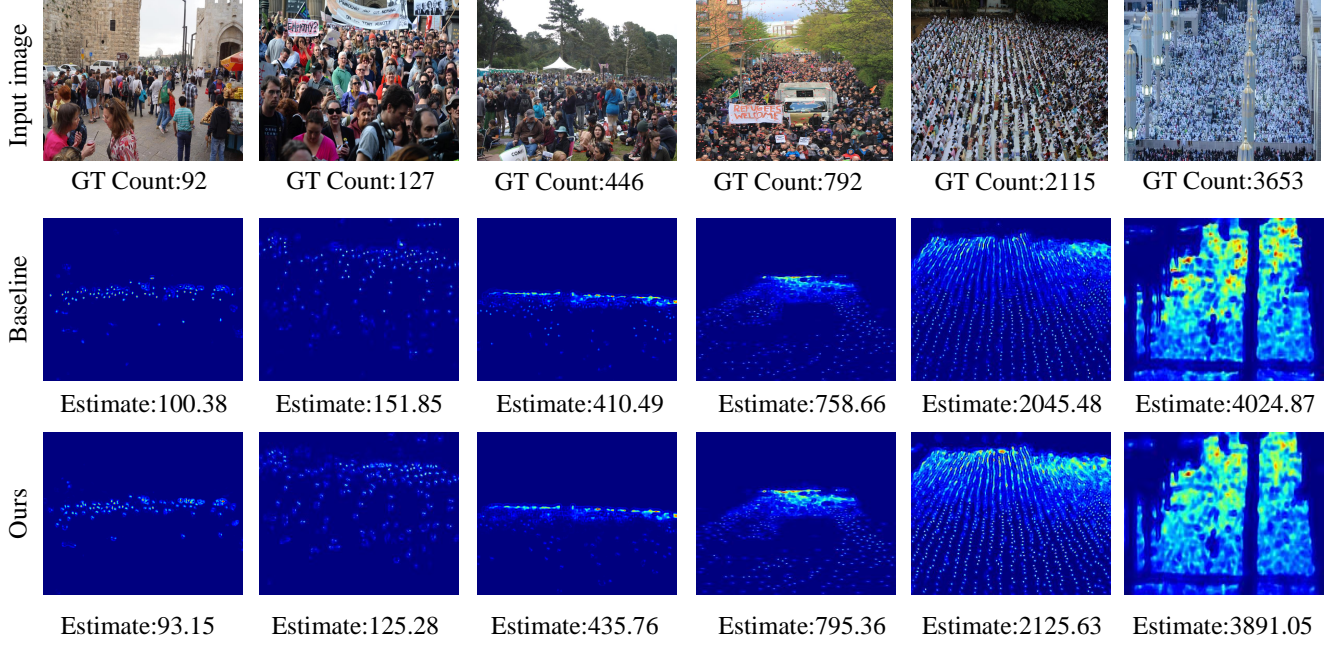 Input image
EQUALITY?
REFUGEES
WELCOME
GT Count:92
GT Count:127
GT Count:446
GT Count:792
GT Count:2115
GT Count:3653
Baseline
Estimate:100.38
Estimate:151.85
Estimate:410.49
Estimate:758.66
Estimate:2045.48
Estimate:4024.87
Ours
Estimate:93.15
Estimate:125.28
Estimate:435.76
Estimate:795.36
Estimate:2125.63
Estimate:3891.05